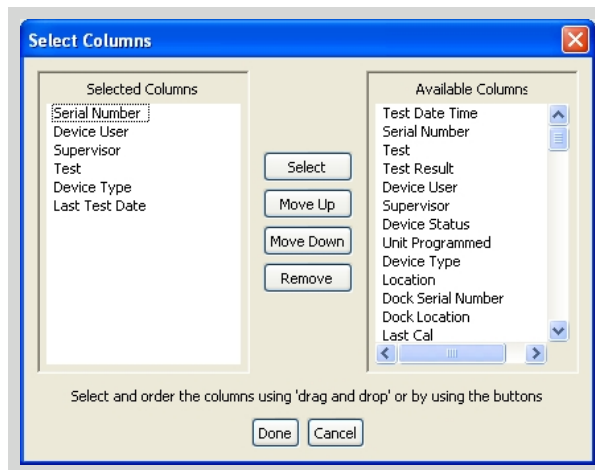 Select Columns
Selected Columns
Serial Number
Device User
Supervisor
Test
Device Type
Last Test Date
Select
Move Up
Move Down
Remove
Available Columns
Test Date Time
Serial Number
Test
Test Result
Device User
Supervisor
Device Status
Unit Programmed
Device Type
Location
Dock Serial Number
Dock Location
Last Cal
Select and order the columns using 'drag and drop' or by using the buttons
Done
Cancel